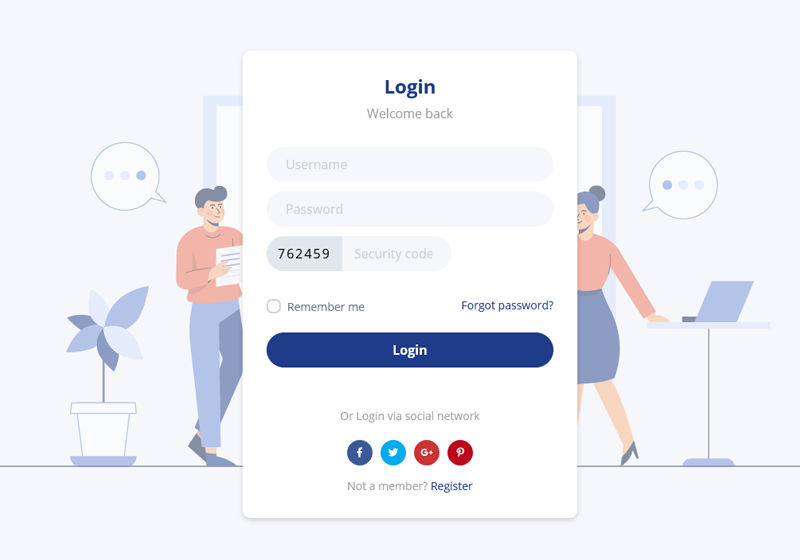 Login
Welcome back
Username
Password
762459 Security code
Remember me Forgot password?
Login
Or Login via social network
Not a member? Register